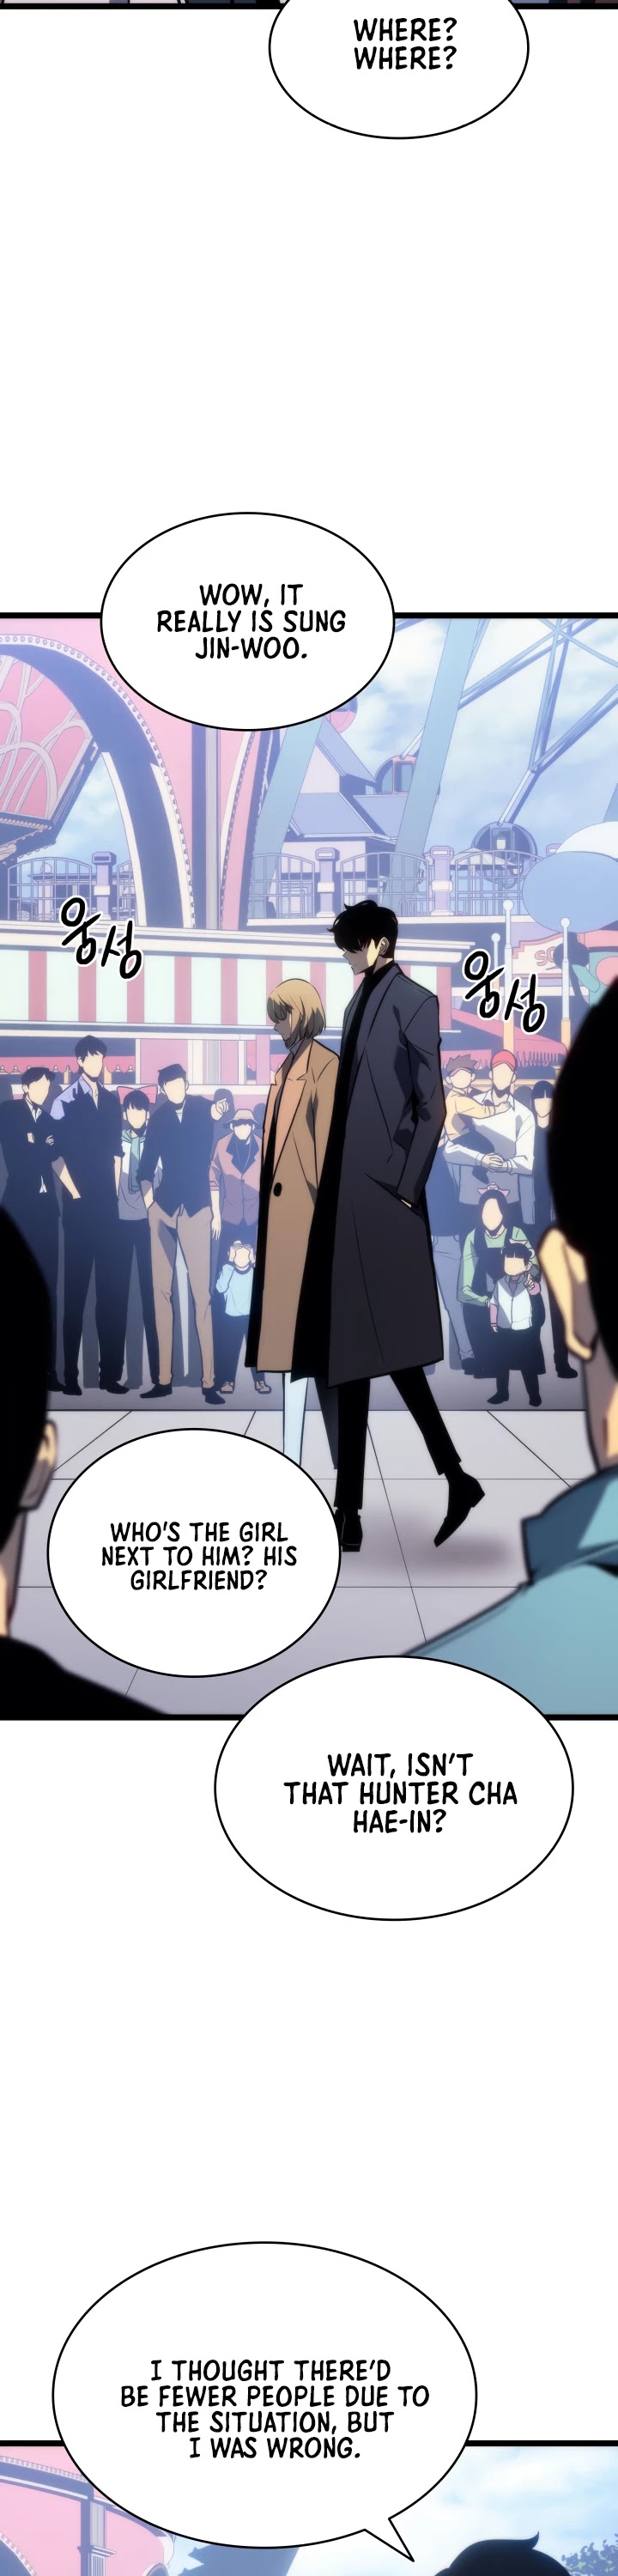 WHERE?
WHERE?
WOW, IT
REALLY IS SUNG
JIN-WOO.
웅성
웅성
WHO'S THE GIRL
NEXT TO HIM? HIS
GIRLFRIEND?
WAIT, ISN'T
THAT HUNTER CHA
HAE-IN?
I THOUGHT THERE'D
BE FEWER PEOPLE DUE TO
THE SITUATION, BUT
I WAS WRONG.